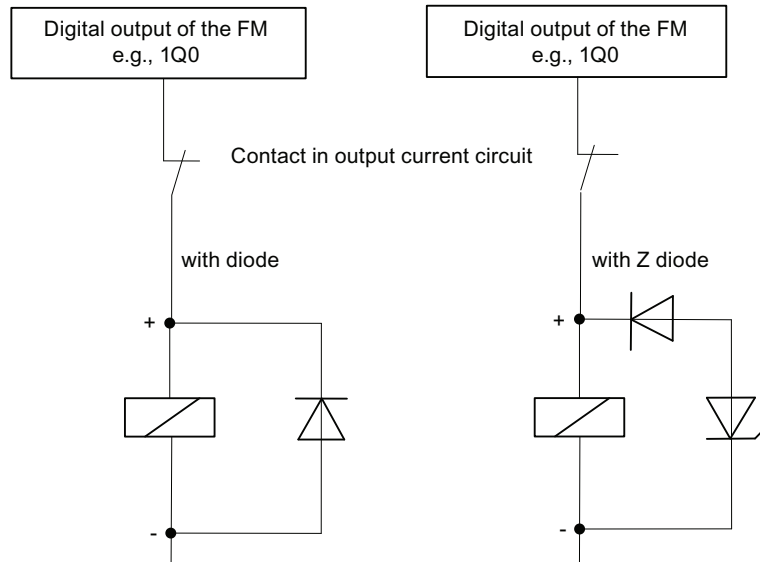 Digital output of the FM
e.g., 1Q0
Digital output of the FM
e.g., 1Q0
Contact in output current circuit
with diode
with Z diode
+
+
-
-